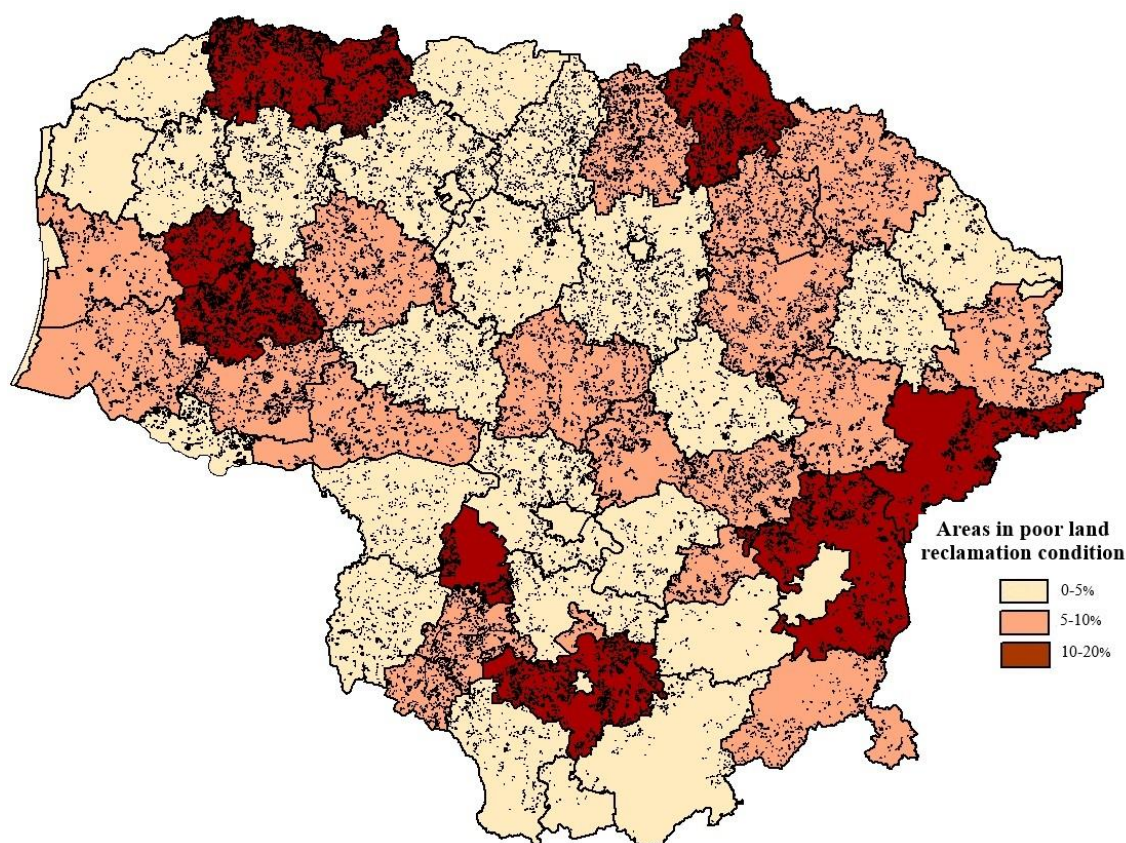 Areas in poor land
reclamation condition
0-5%
5-10%
10-20%